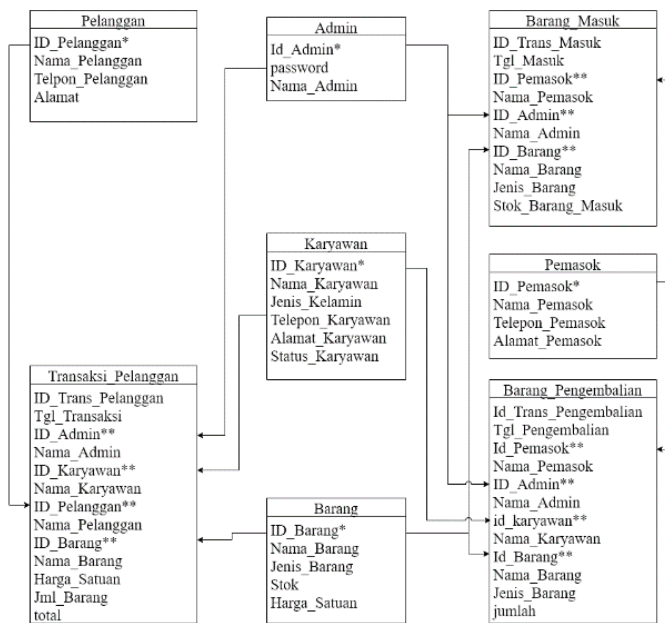 Pelanggan
ID_Pelanggan*
Nama_Pelanggan
Telpon_Pelanggan
Alamat
Admin
Id_Admin*
password
Nama_Admin
Barang_Masuk
ID_Trans_Masuk
Tgl_Masuk
ID_Pemasok**
Nama_Pemasok
ID_Admin**
Nama_Admin
ID_Barang**
Nama_Barang
Jenis_Barang
Stok_Barang_Masuk
Karyawan
ID_Karyawan*
Nama_Karyawan
Jenis_Kelamin
Telepon_Karyawan
Alamat_Karyawan
Status_Karyawan
Pemasok
ID_Pemasok*
Nama_Pemasok
Telepon_Pemasok
Alamat_Pemasok
Transaksi_Pelanggan
ID_Trans_Pelanggan
Tgl_Transaksi
ID_Admin**
Nama_Admin
ID_Karyawan**
Nama_Karyawan
ID_Pelanggan**
Nama_Pelanggan
ID_Barang**
Nama_Barang
Harga_Satuan
Jml_Barang
total
Barang
ID_Barang*
Nama_Barang
Jenis_Barang
Stok
Harga_Satuan
Barang_Pengembalian
Id_Trans_Pengembalian
Tgl_Pengembalian
Id_Pemasok**
Nama_Pemasok
ID_Admin**
Nama_Admin
id_karyawan**
Nama_Karyawan
Id_Barang**
Nama_Barang
Jenis_Barang
jumlah